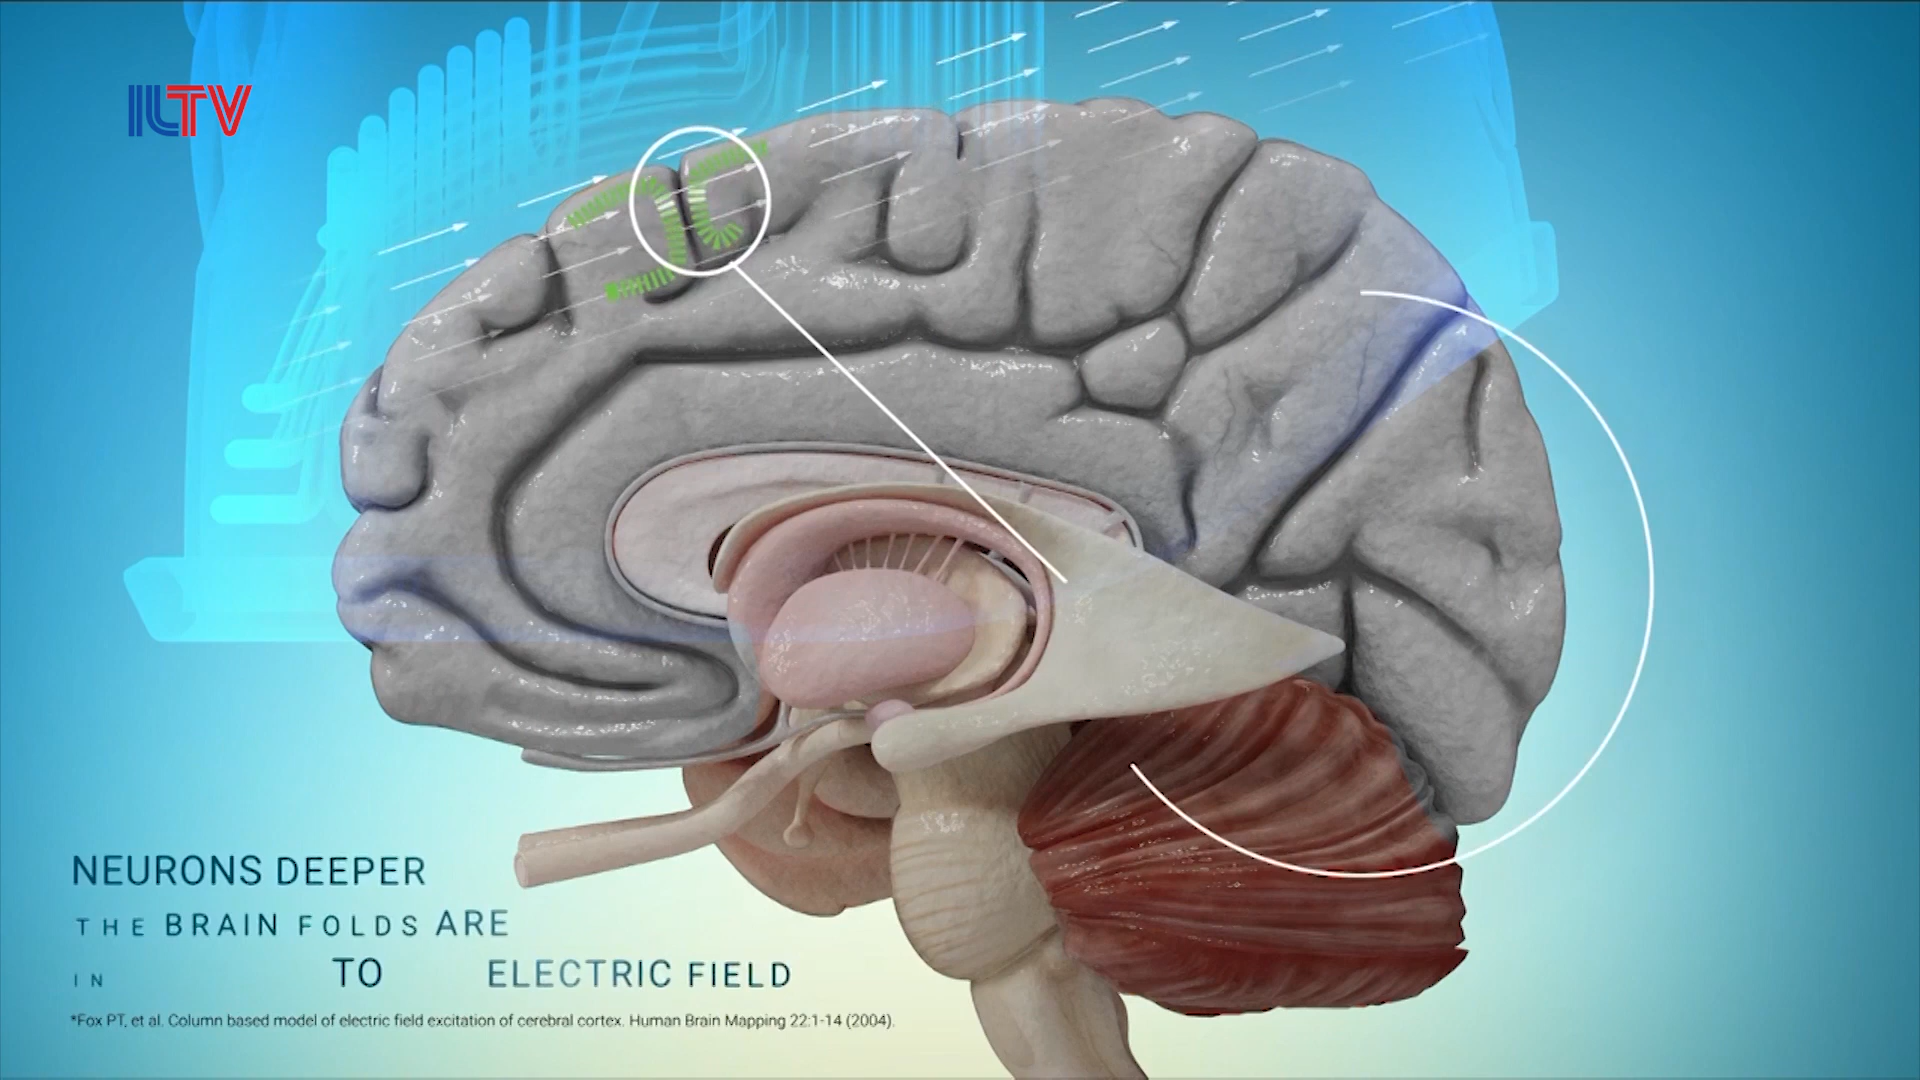 ILTV
NEURONS DEEPER
THE BRAIN FOLDS ARE
IN TO ELECTRIC FIELD
*Fox PT, et al. Column based model of electric field excitation of cerebral cortex. Human Brain Mapping 22:1-14 (2004).